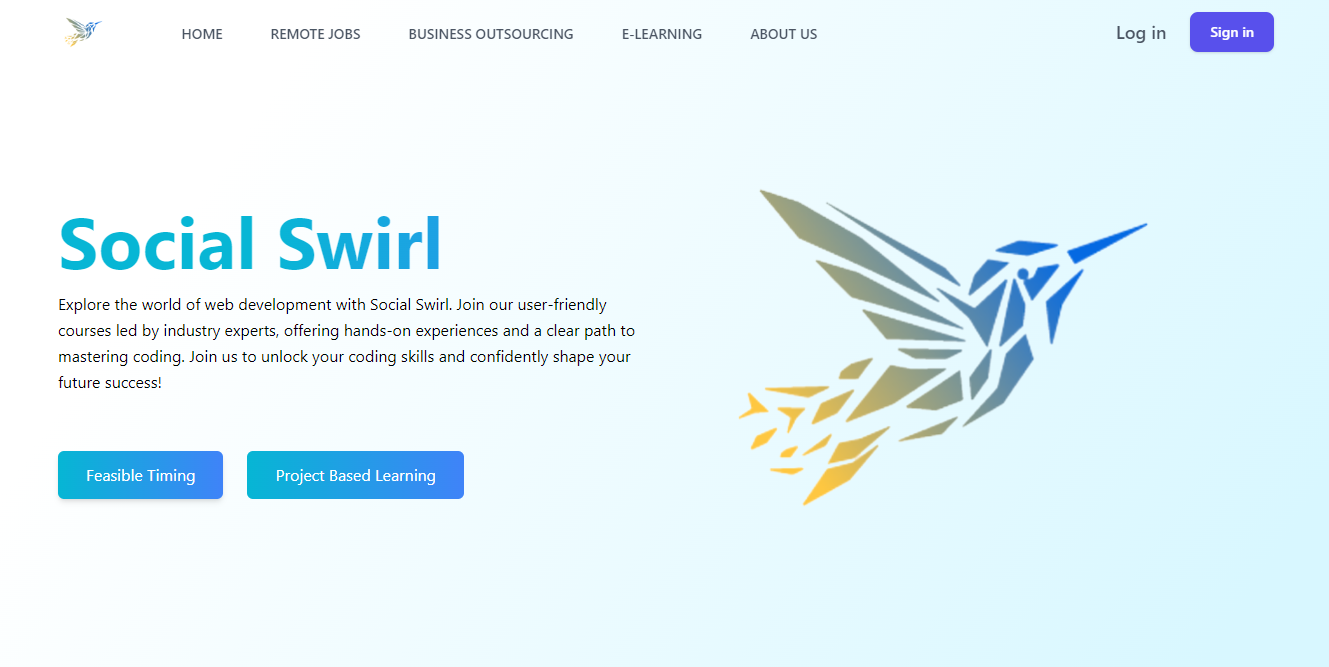 HOME
REMOTE JOBS
BUSINESS OUTSOURCING
E-LEARNING
ABOUT US
Log in
Sign in
Social Swirl
Explore the world of web development with Social Swirl. Join our user-friendly
courses led by industry experts, offering hands-on experiences and a clear path to
mastering coding. Join us to unlock your coding skills and confidently shape your
future success!
Feasible Timing
Project Based Learning